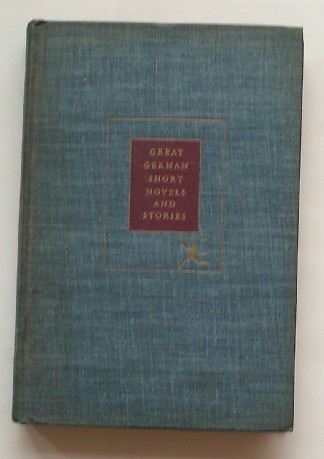 GREAT
GERMAN
SHORT
NOVELS
AND
STORIES